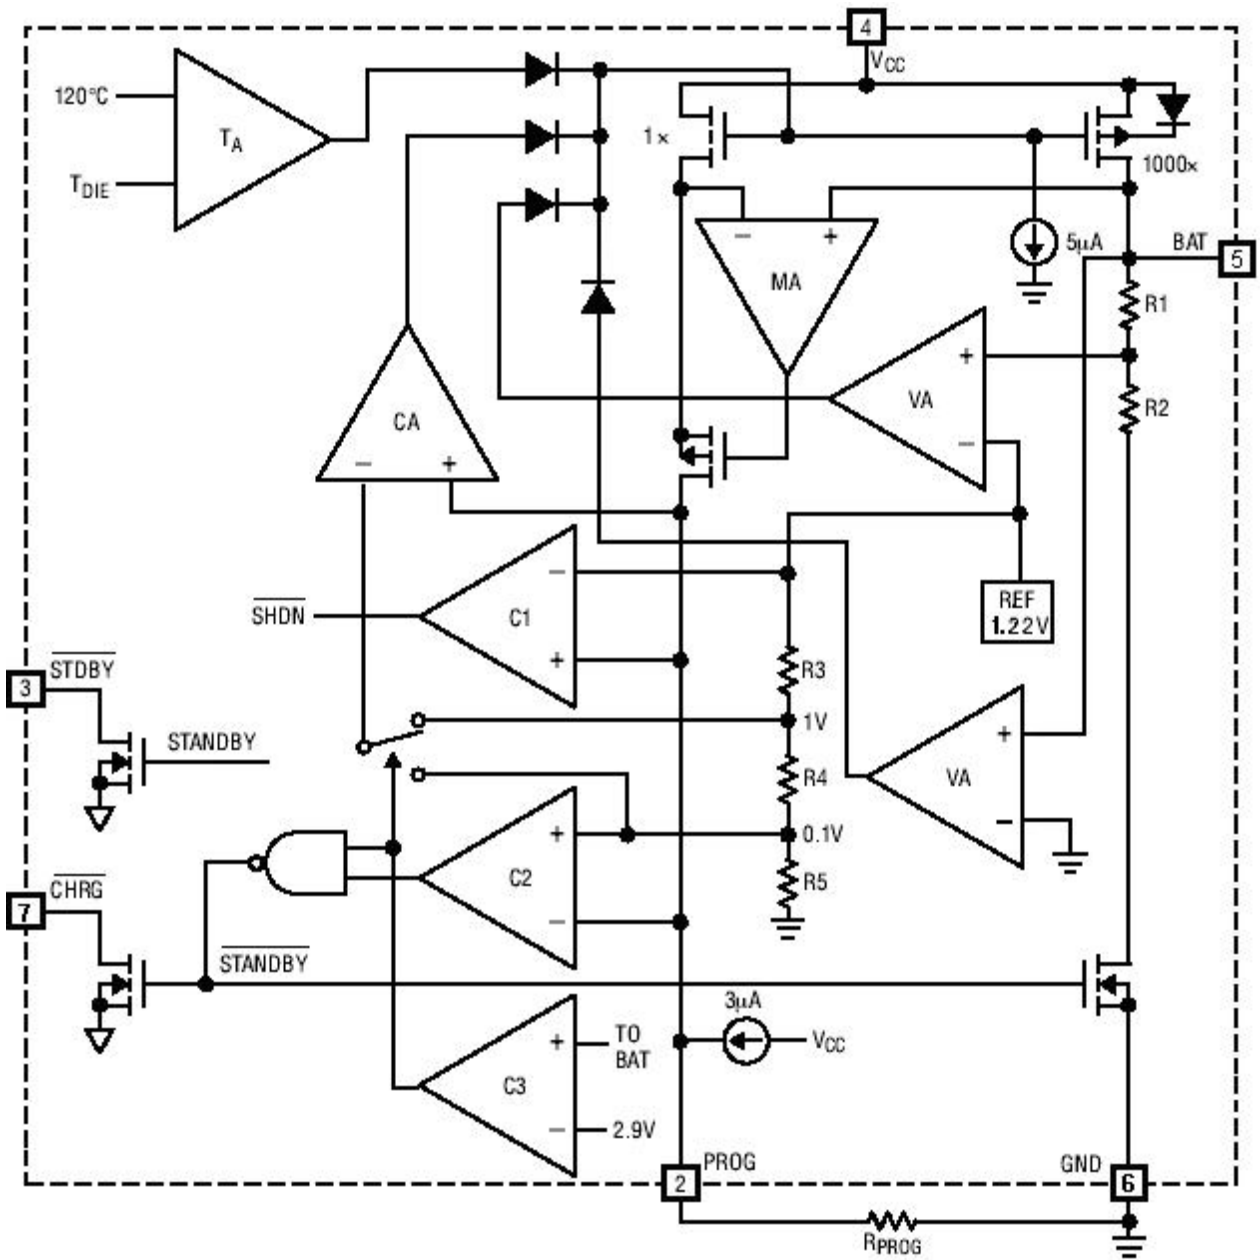 4
VCC
120°C
TDIE
TA
1×
1000×
5µA
BAT
5
− +
MA
R1
+
VA
−
R2
CA
− +
SHDN
−
C1
+
REF
1.22V
3
STDBY
STANDBY
R3
1V
R4
0.1V
R5
+
VA
−
7
CHRG
+
C2
−
STANDBY
3µA
VCC
+
TO
BAT
C3
−
2.9V
PROG
2
GND
6
RPROG